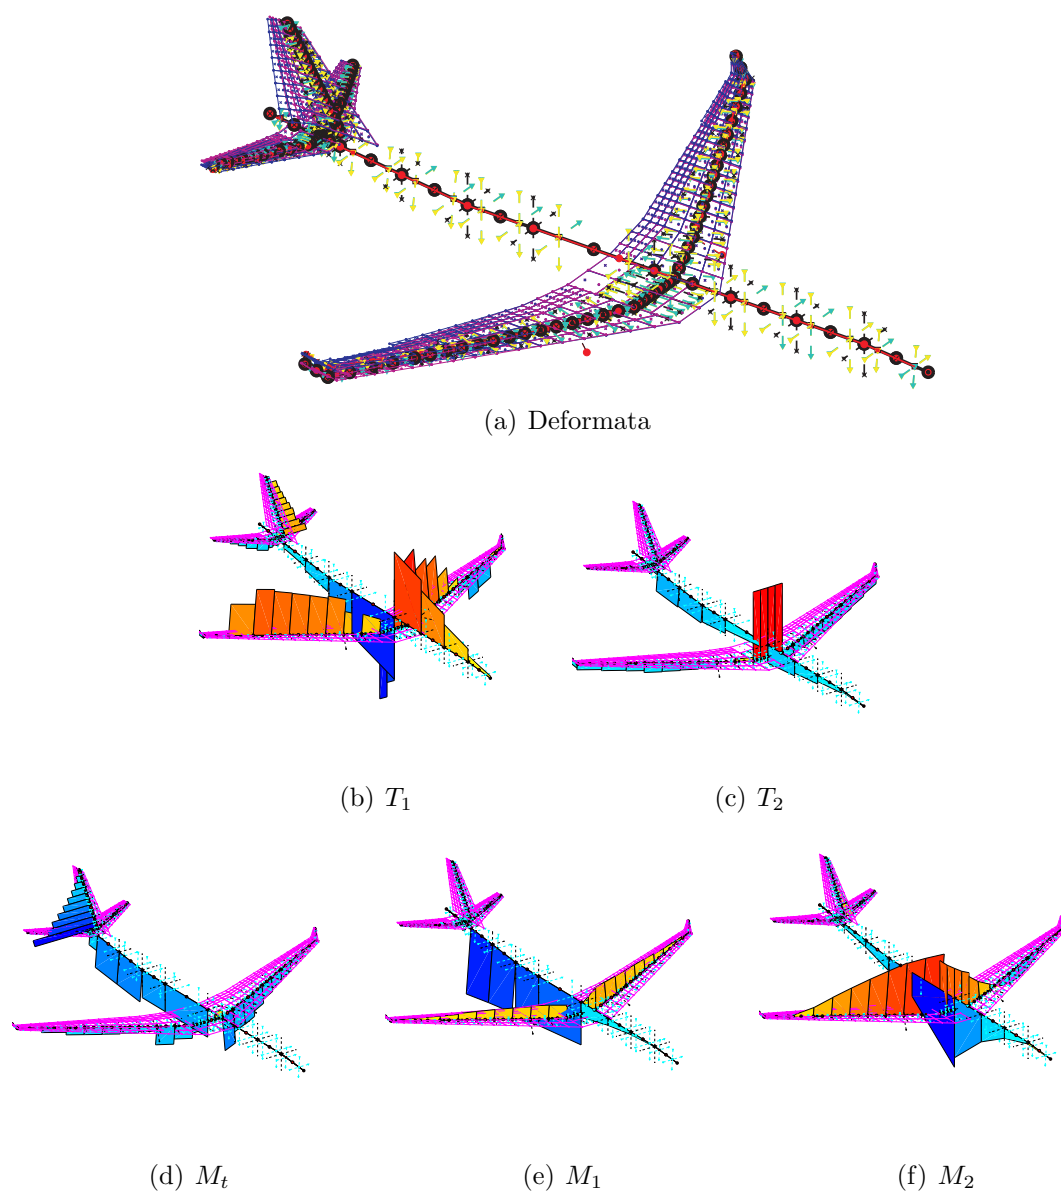 (a) Deformata
(b) T₁
(c) T₂
(d) Mₜ
(e) M₁
(f) M₂